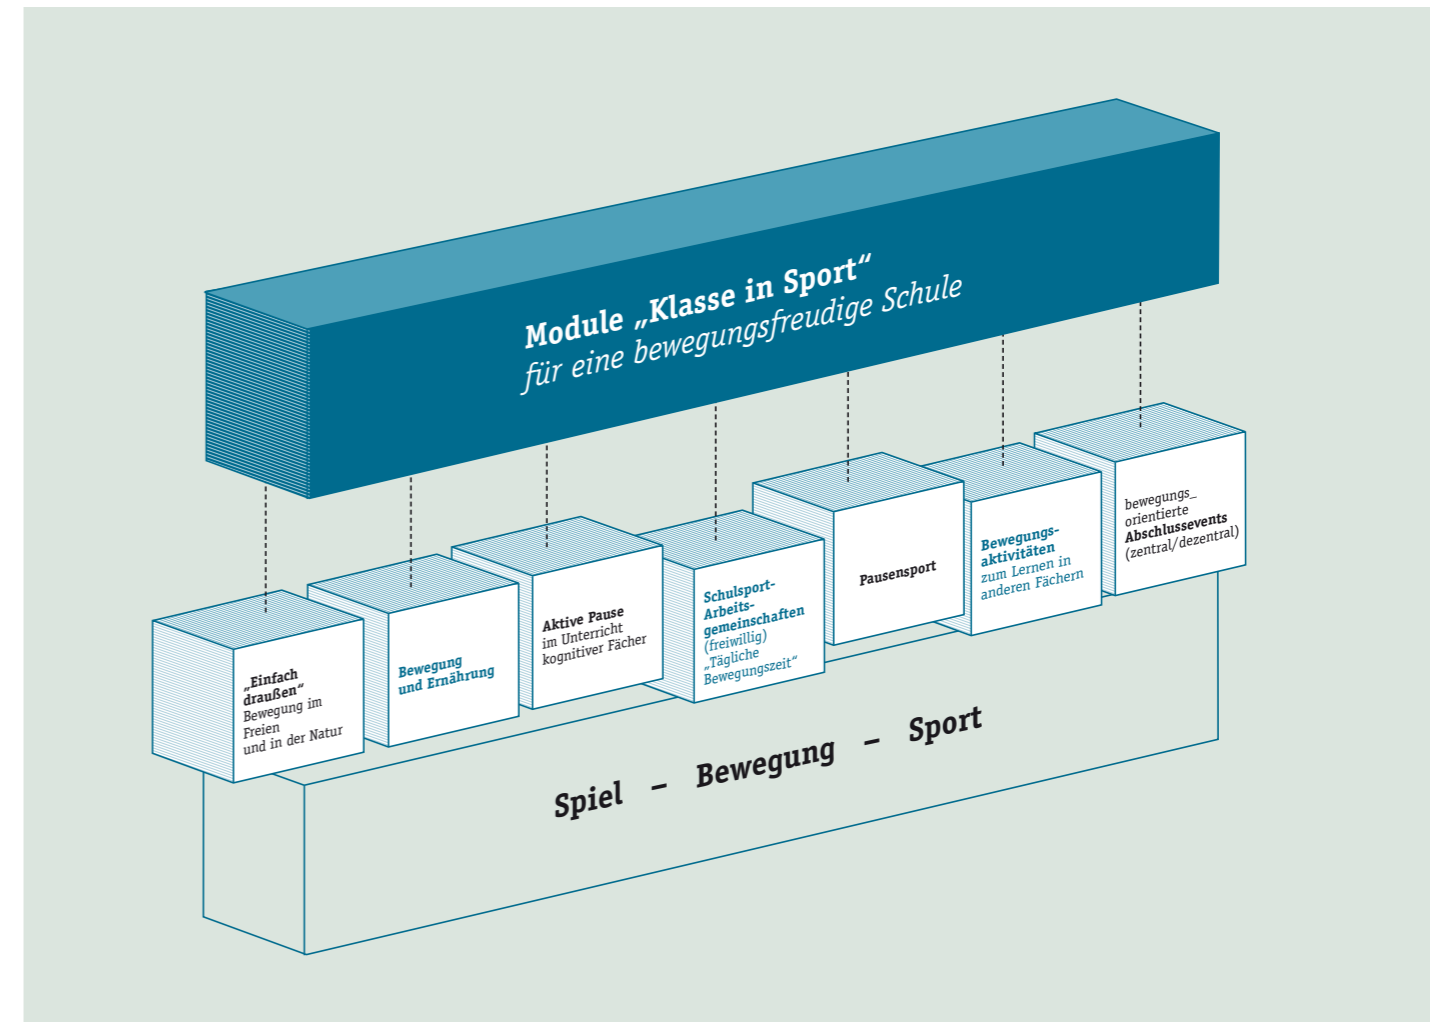 Module „Klasse in Sport“
für eine bewegungsfreudige Schule
„Einfach
draußen“
Bewegung im
Freien
und in der Natur
Bewegung
und Ernährung
Aktive Pause
im Unterricht
kognitiver Fächer
Schulsport-
Arbeits-
gemeinschaften
(freiwillig)
„Tägliche
Bewegungszeit“
Pausensport
Bewegungs-
aktivitäten
zum Lernen in
anderen Fächern
bewegungs_
orientierte
Abschlussevents
(zentral/dezentral)
Spiel – Bewegung – Sport